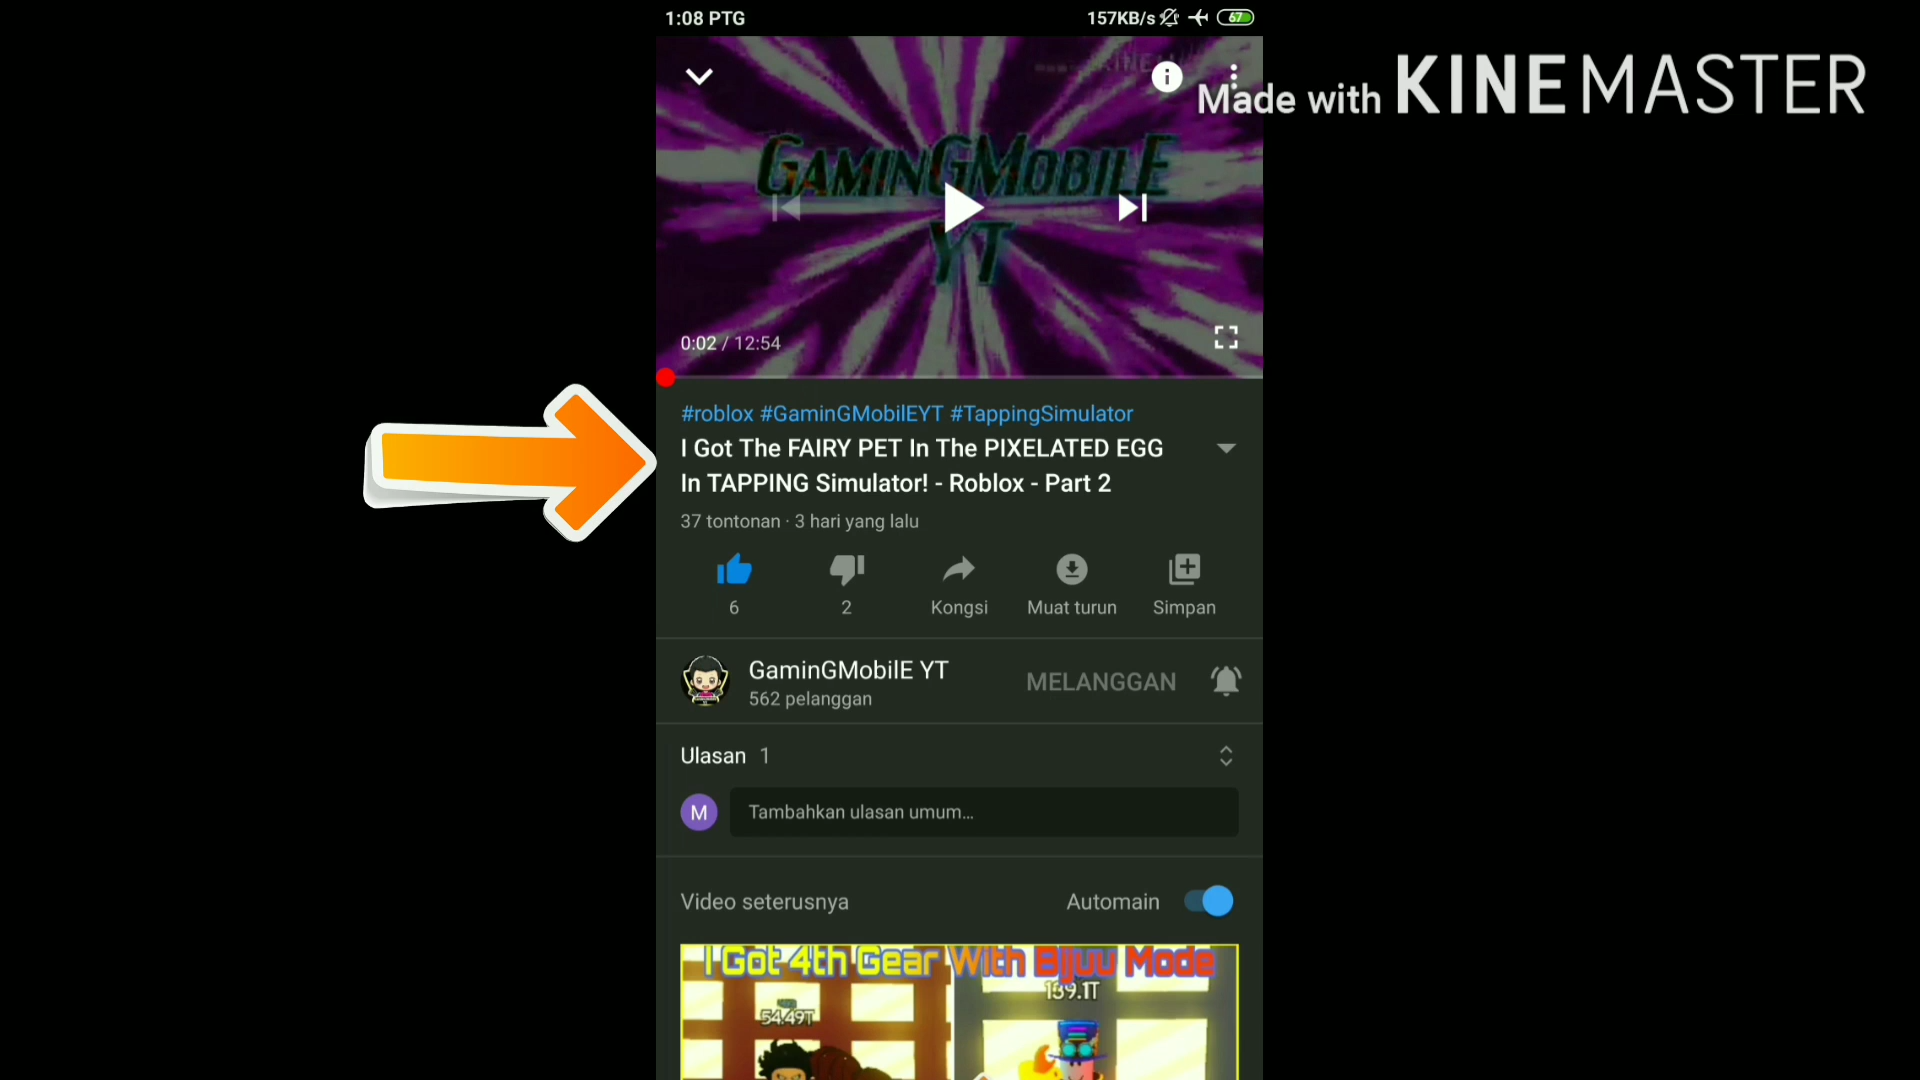 1:08 PTG
157KB/s
67
Made with KINEMASTER
GaminGMobilE
YT
0:02 / 12:54
#roblox #GaminGMobilEYT #TappingSimulator
I Got The FAIRY PET In The PIXELATED EGG
In TAPPING Simulator! - Roblox - Part 2
37 tontonan · 3 hari yang lalu
6
2
Kongsi
Muat turun
Simpan
GaminGMobilE YT
562 pelanggan
MELANGGAN
Ulasan 1
M
Tambahkan ulasan umum...
Video seterusnya
Automain
I Got 4th Gear With Bijuu Mode
139.1T
54.49T